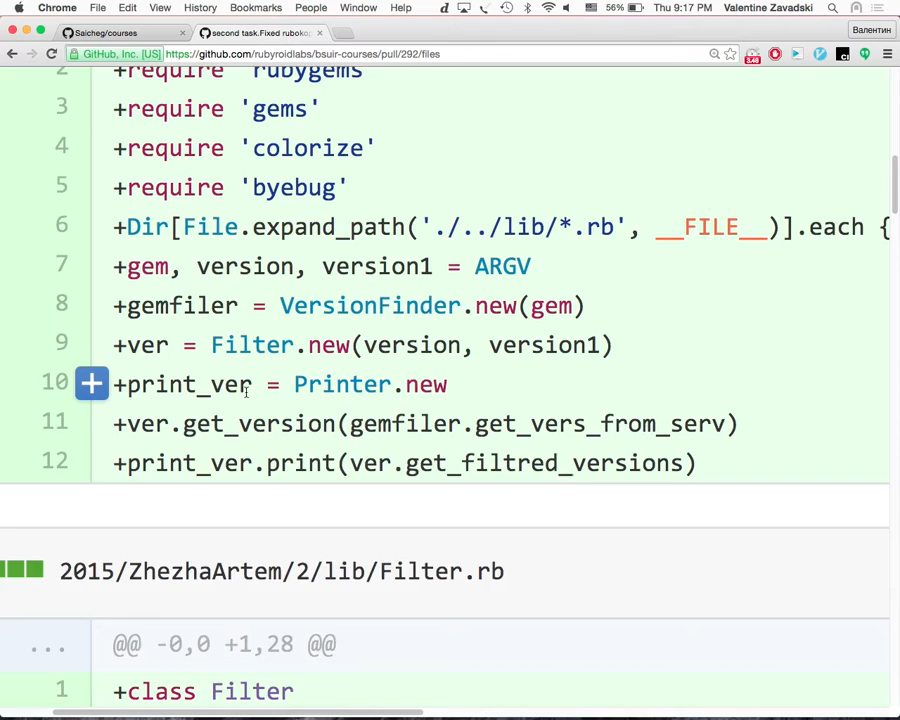 Chrome File Edit View History Bookmarks People Window Help 56% Thu 9:17 PM Valentine Zavadski
Saicheg/courses second task.Fixed ruboko Валентин
GitHub, Inc. [US] https://github.com/rubyroidlabs/bsuir-courses/pull/292/files
2 +require 'rubygems
3 +require 'gems'
4 +require 'colorize'
5 +require 'byebug'
6 +Dir[File.expand_path('./../lib/*.rb', __FILE__)].each {
7 +gem, version, version1 = ARGV
8 +gemfiler = VersionFinder.new(gem)
9 +ver = Filter.new(version, version1)
10 +print_ver = Printer.new
11 +ver.get_version(gemfiler.get_vers_from_serv)
12 +print_ver.print(ver.get_filtred_versions)
2015/ZhezhaArtem/2/lib/Filter.rb
... @@ -0,0 +1,28 @@
1 +class Filter